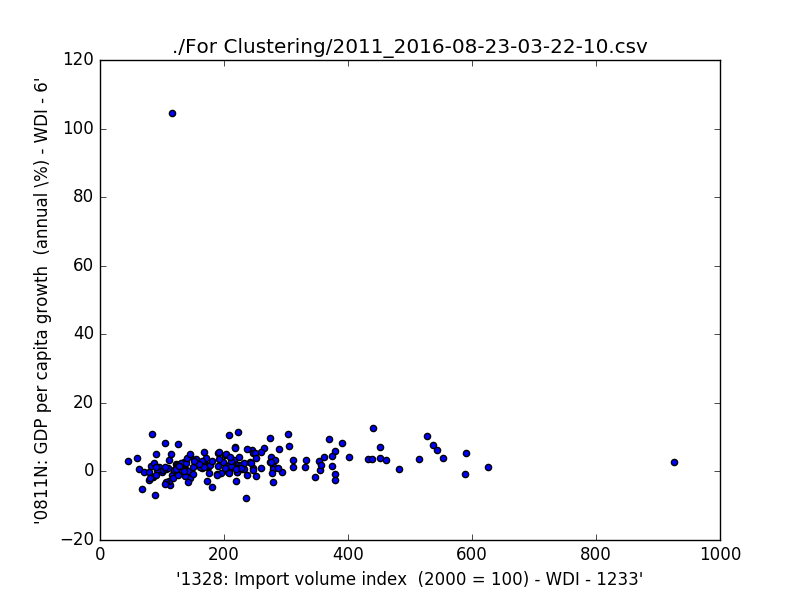 ./For Clustering/2011_2016-08-23-03-22-10.csv
120
100
80
60
40
20
0
−20
0 200 400 600 800 1000
'0811N: GDP per capita growth  (annual \%) - WDI - 6'
'1328: Import volume index  (2000 = 100) - WDI - 1233'